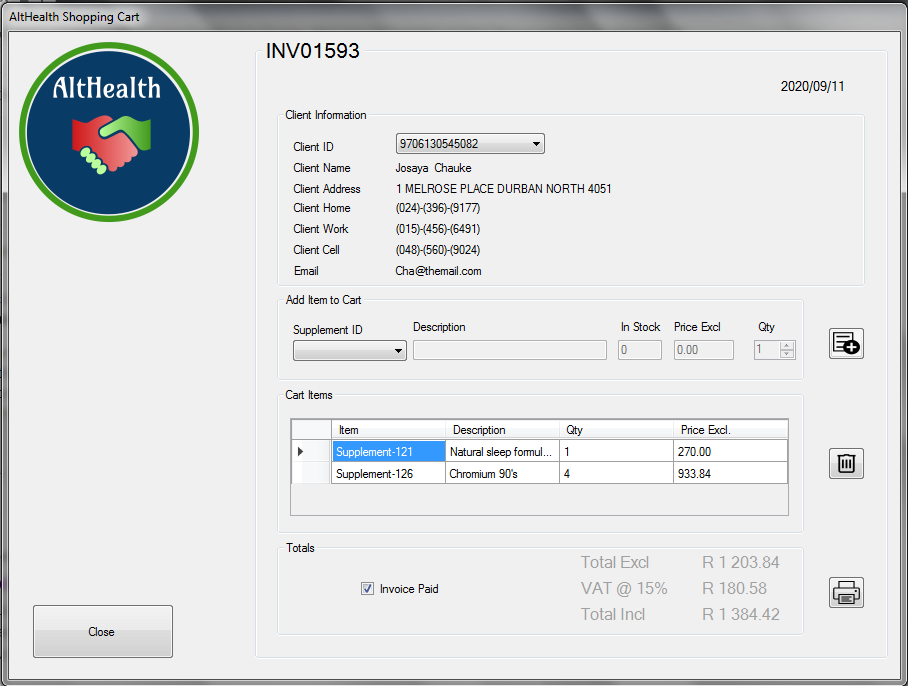 AltHealth Shopping Cart
AltHealth
INV01593
2020/09/11
Client Information
Client ID 9706130545082
Client Name Josaya Chauke
Client Address 1 MELROSE PLACE DURBAN NORTH 4051
Client Home (024)-(396)-(9177)
Client Work (015)-(456)-(6491)
Client Cell (048)-(560)-(9024)
Email Cha@themail.com
Add Item to Cart
Supplement ID Description In Stock Price Excl Qty
0 0.00 1
Cart Items
Item Description Qty Price Excl.
Supplement-121 Natural sleep formul... 1 270.00
Supplement-126 Chromium 90's 4 933.84
Totals
Total Excl R 1 203.84
Invoice Paid VAT @ 15% R 180.58
Total Incl R 1 384.42
Close